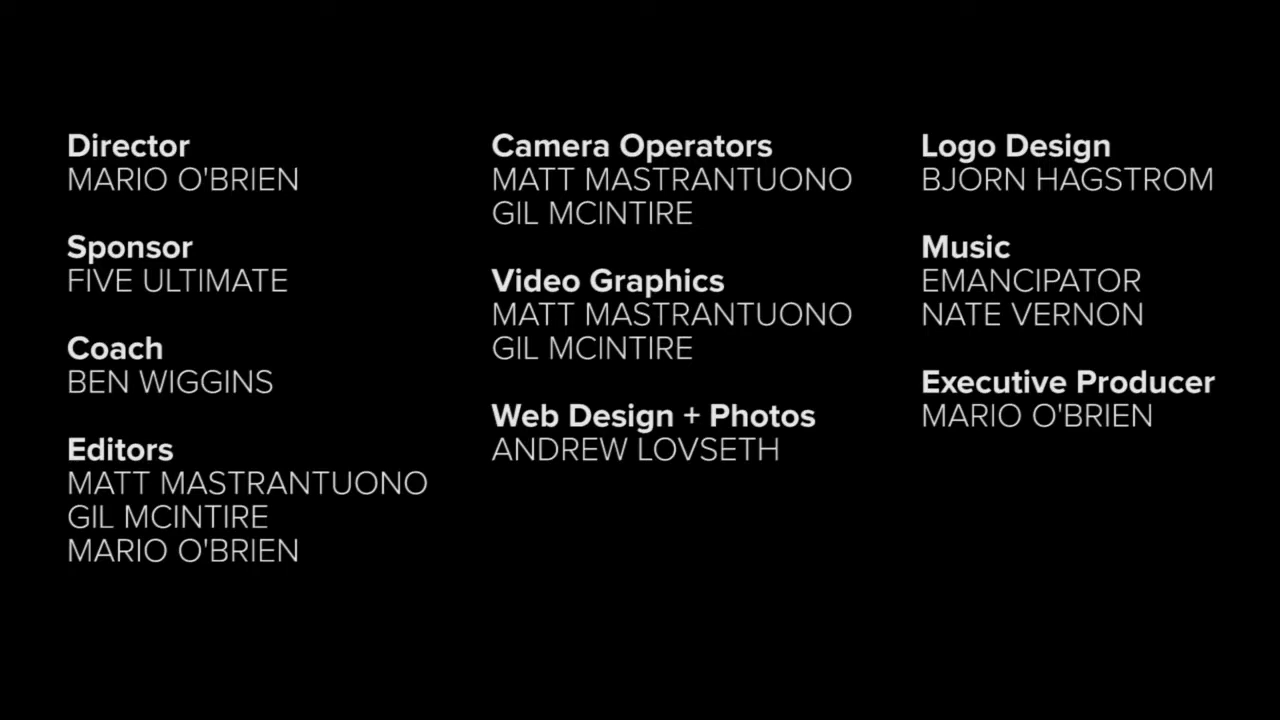 Director
MARIO O'BRIEN
Sponsor
FIVE ULTIMATE
Coach
BEN WIGGINS
Editors
MATT MASTRANTUONO
GIL MCINTIRE
MARIO O'BRIEN
Camera Operators
MATT MASTRANTUONO
GIL MCINTIRE
Video Graphics
MATT MASTRANTUONO
GIL MCINTIRE
Web Design + Photos
ANDREW LOVSETH
Logo Design
BJORN HAGSTROM
Music
EMANCIPATOR
NATE VERNON
Executive Producer
MARIO O'BRIEN